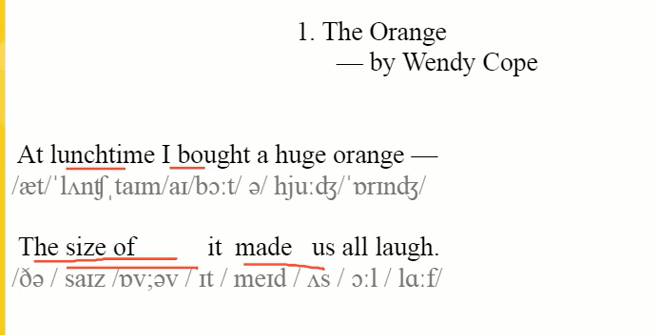 1. The Orange
— by Wendy Cope
At lunchtime I bought a huge orange —
/æt/ˈlʌntʃˌtaɪm/aɪ/bɔːt/ ə/ hjuːdʒ/ˈɒrɪndʒ/
The size of it made us all laugh.
/ðə / saɪz /ɒv;əv / ɪt / meɪd / ʌs / ɔːl / lɑːf/